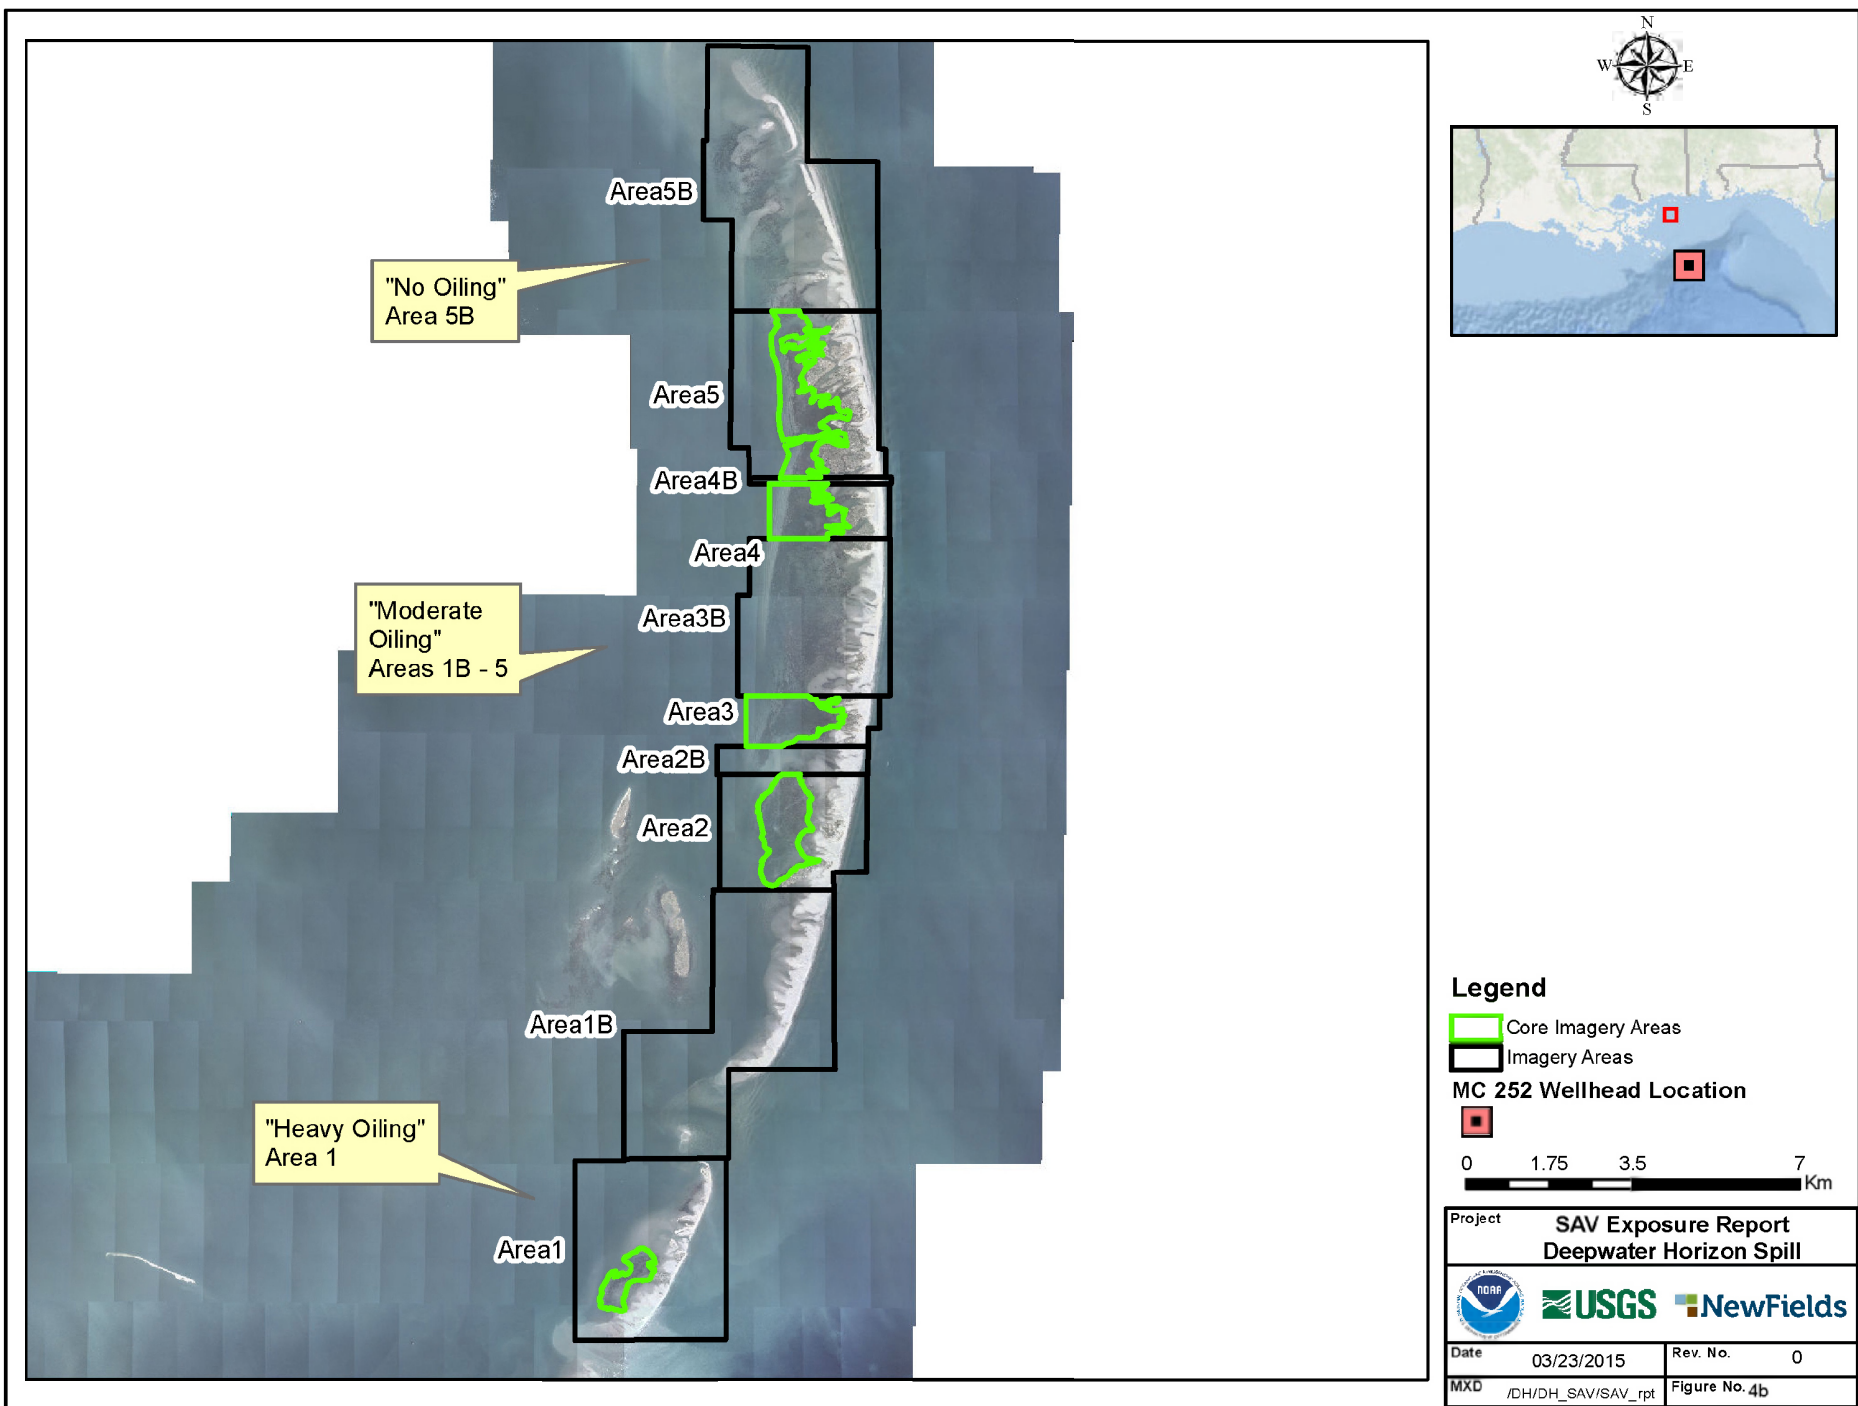 N
W
E
S
Area5B
"No Oiling"
Area 5B
Area5
Area4B
Area4
"Moderate
Oiling"
Areas 1B - 5
Area3B
Area3
Area2B
Area2
Area1B
"Heavy Oiling"
Area 1
Area1
Legend
Core Imagery Areas
Imagery Areas
MC 252 Wellhead Location
0 1.75 3.5 7
Km
Project
SAV Exposure Report
Deepwater Horizon Spill
NOAA
USGS
NewFields
Date 03/23/2015
Rev. No. 0
MXD /DH/DH_SAV/SAV_rpt
Figure No. 4b